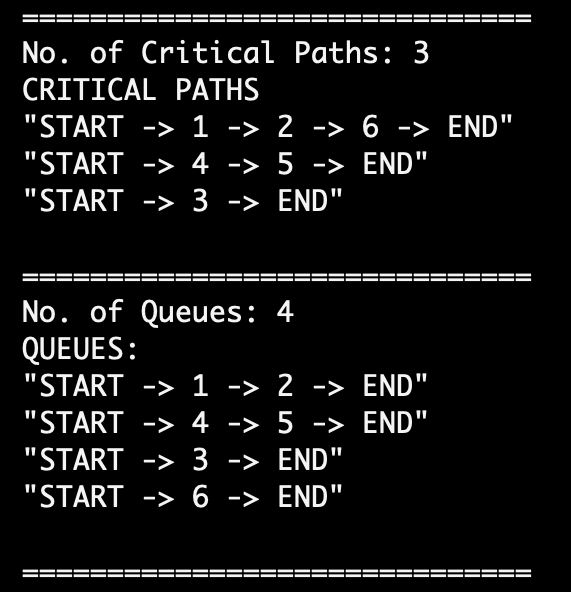 ==============================
No. of Critical Paths: 3
CRITICAL PATHS
"START -> 1 -> 2 -> 6 -> END"
"START -> 4 -> 5 -> END"
"START -> 3 -> END"
==============================
No. of Queues: 4
QUEUES:
"START -> 1 -> 2 -> END"
"START -> 4 -> 5 -> END"
"START -> 3 -> END"
"START -> 6 -> END"
==============================